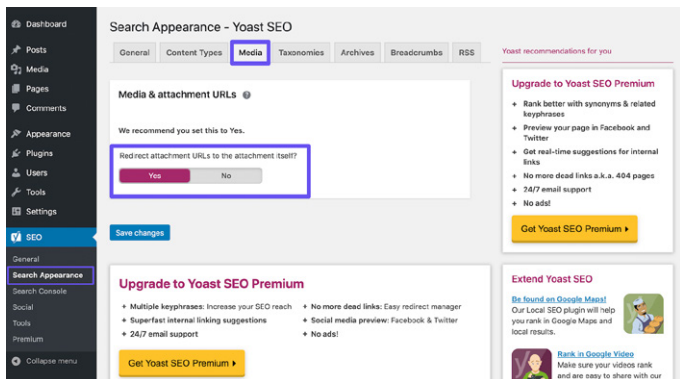 Dashboard
Posts
Media
Pages
Comments
Appearance
Plugins
Users
Tools
Settings
SEO
General
Search Appearance
Search Console
Social
Tools
Premium
Collapse menu
Search Appearance - Yoast SEO
General Content Types Media Taxonomies Archives Breadcrumbs RSS
Media & attachment URLs
We recommend you set this to Yes.
Redirect attachment URLs to the attachment itself?
Yes No
Save changes
Upgrade to Yoast SEO Premium
+ Multiple keyphrases: Increase your SEO reach
+ Superfast internal linking suggestions
+ 24/7 email support
+ No more dead links: Easy redirect manager
+ Social media preview: Facebook & Twitter
+ No ads!
Get Yoast SEO Premium
Yoast recommendations for you
Upgrade to Yoast SEO Premium
+ Rank better with synonyms & related
keyphrases
+ Preview your page in Facebook and
Twitter
+ Get real-time suggestions for internal
links
+ No more dead links a.k.a. 404 pages
+ 24/7 email support
+ No ads!
Get Yoast SEO Premium
Extend Yoast SEO
Be found on Google Maps!
Our Local SEO plugin will help
you rank in Google Maps and
local results.
Rank in Google Video
Make sure your videos rank
and are easy to share with our